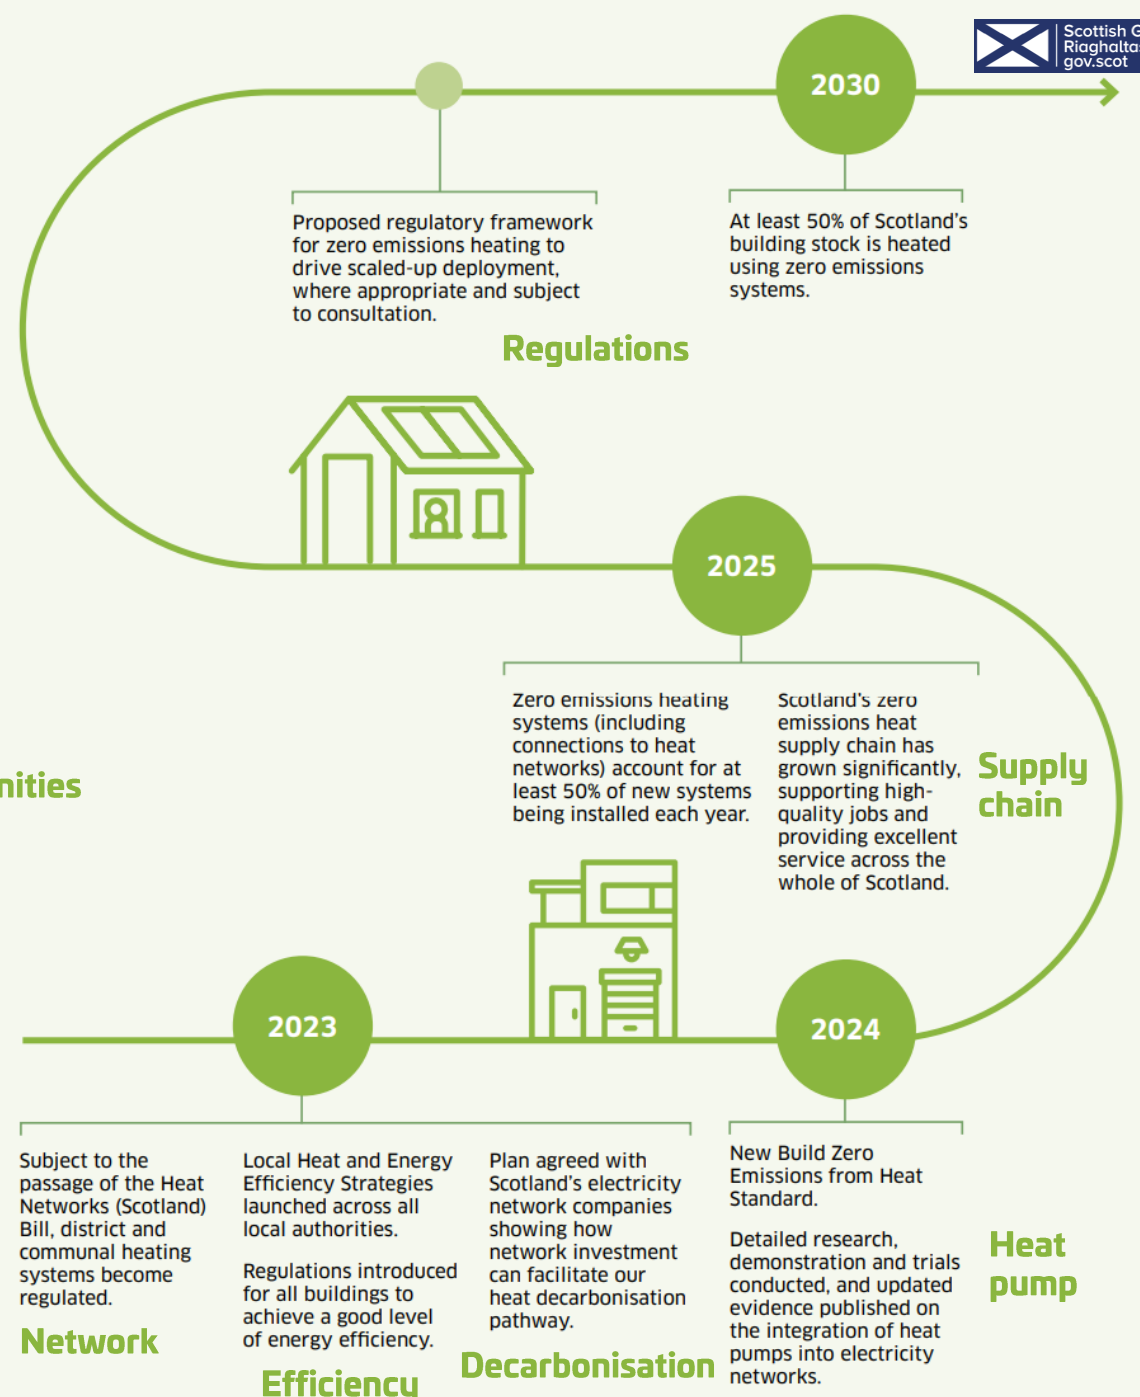 Scottish G
Riaghaltas
gov.scot
2030
Proposed regulatory framework
for zero emissions heating to
drive scaled-up deployment,
where appropriate and subject
to consultation.
At least 50% of Scotland's
building stock is heated
using zero emissions
systems.
Regulations
2025
Zero emissions heating
systems (including
connections to heat
networks) account for at
least 50% of new systems
being installed each year.
Scotland's zero
emissions heat
supply chain has
grown significantly,
supporting high-
quality jobs and
providing excellent
service across the
whole of Scotland.
Supply
chain
nities
2023
2024
Subject to the
passage of the Heat
Networks (Scotland)
Bill, district and
communal heating
systems become
regulated.
Network
Local Heat and Energy
Efficiency Strategies
launched across all
local authorities.
Regulations introduced
for all buildings to
achieve a good level
of energy efficiency.
Efficiency
Plan agreed with
Scotland's electricity
network companies
showing how
network investment
can facilitate our
heat decarbonisation
pathway.
Decarbonisation
New Build Zero
Emissions from Heat
Standard.
Detailed research,
demonstration and trials
conducted, and updated
evidence published on
the integration of heat
pumps into electricity
networks.
Heat
pump